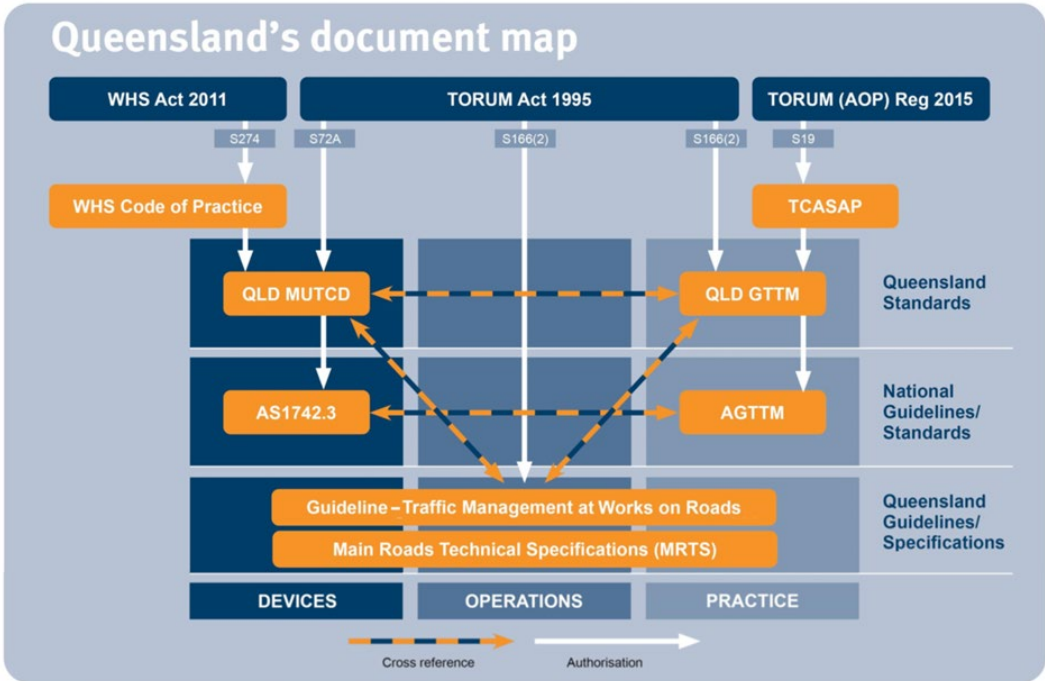 Queensland's document map
WHS Act 2011
TORUM Act 1995
TORUM (AOP) Reg 2015
S274
S72A
S166(2)
S166(2)
S19
WHS Code of Practice
TCASAP
QLD MUTCD
QLD GTTM
Queensland
Standards
AS1742.3
AGTTM
National
Guidelines/
Standards
Guideline – Traffic Management at Works on Roads
Main Roads Technical Specifications (MRTS)
Queensland
Guidelines/
Specifications
DEVICES
OPERATIONS
PRACTICE
Cross reference
Authorisation